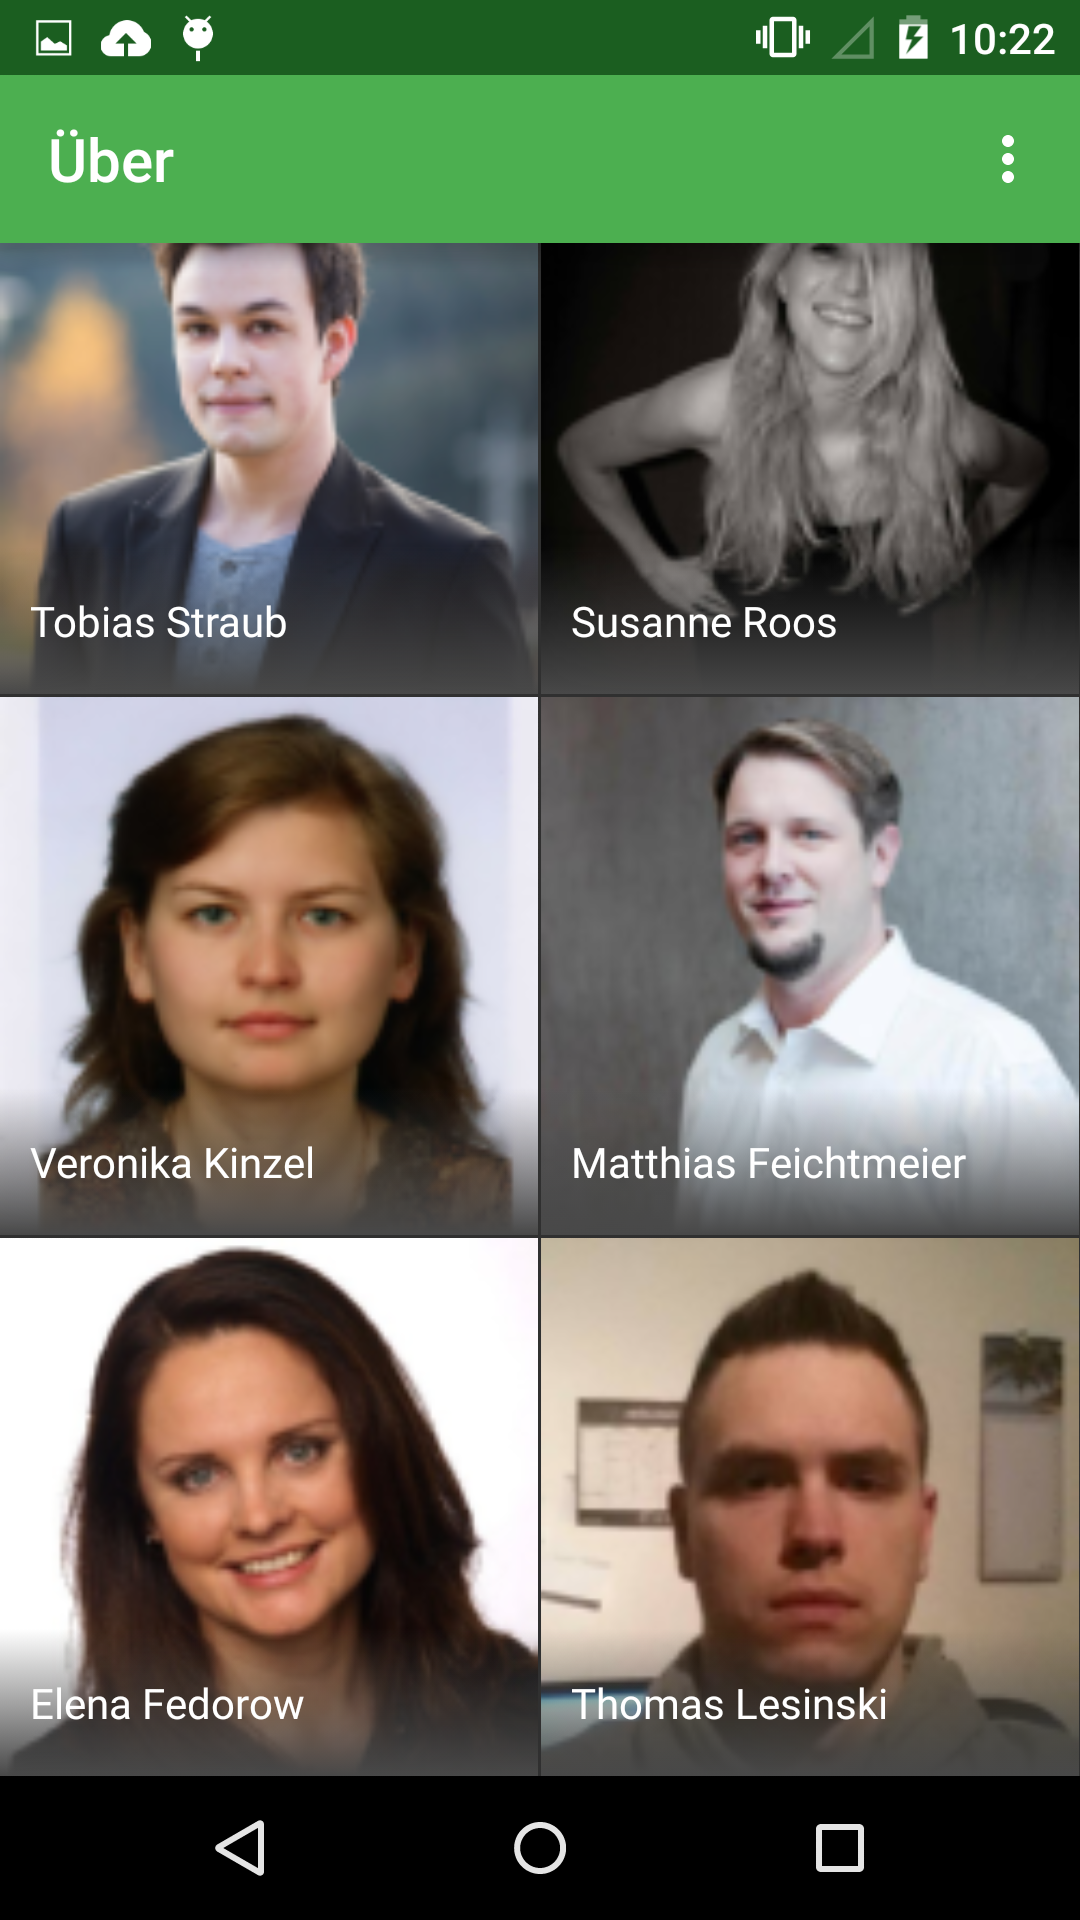 10:22
Über
Tobias Straub
Susanne Roos
Veronika Kinzel
Matthias Feichtmeier
Elena Fedorow
Thomas Lesinski